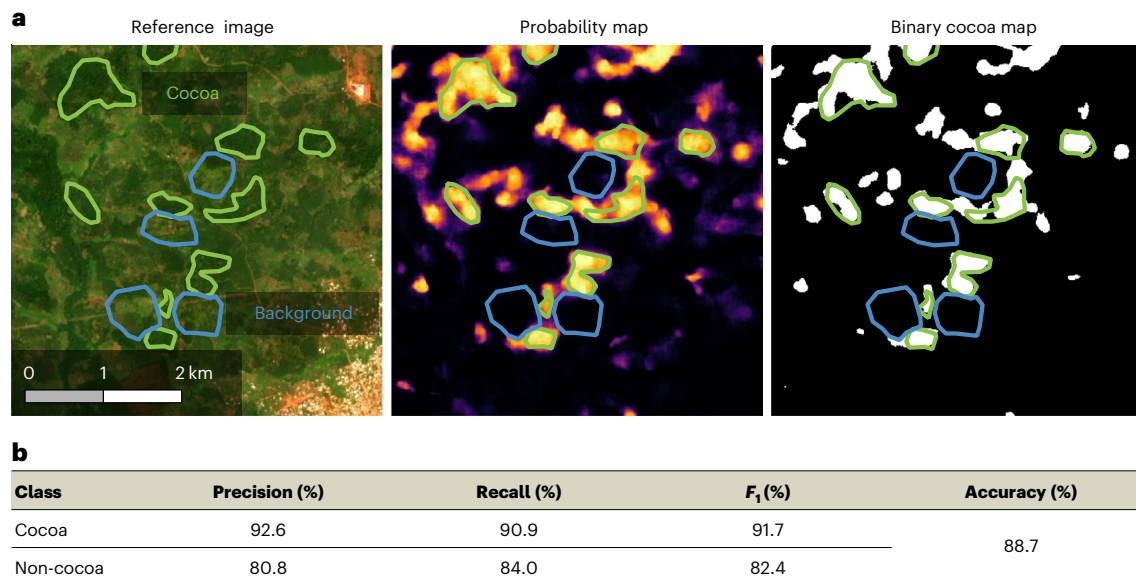 a
Reference image
Probability map
Binary cocoa map
Cocoa
Background
0 1 2 km
b
Class Precision (%) Recall (%) F1 (%) Accuracy (%)
Cocoa 92.6 90.9 91.7 88.7
Non-cocoa 80.8 84.0 82.4